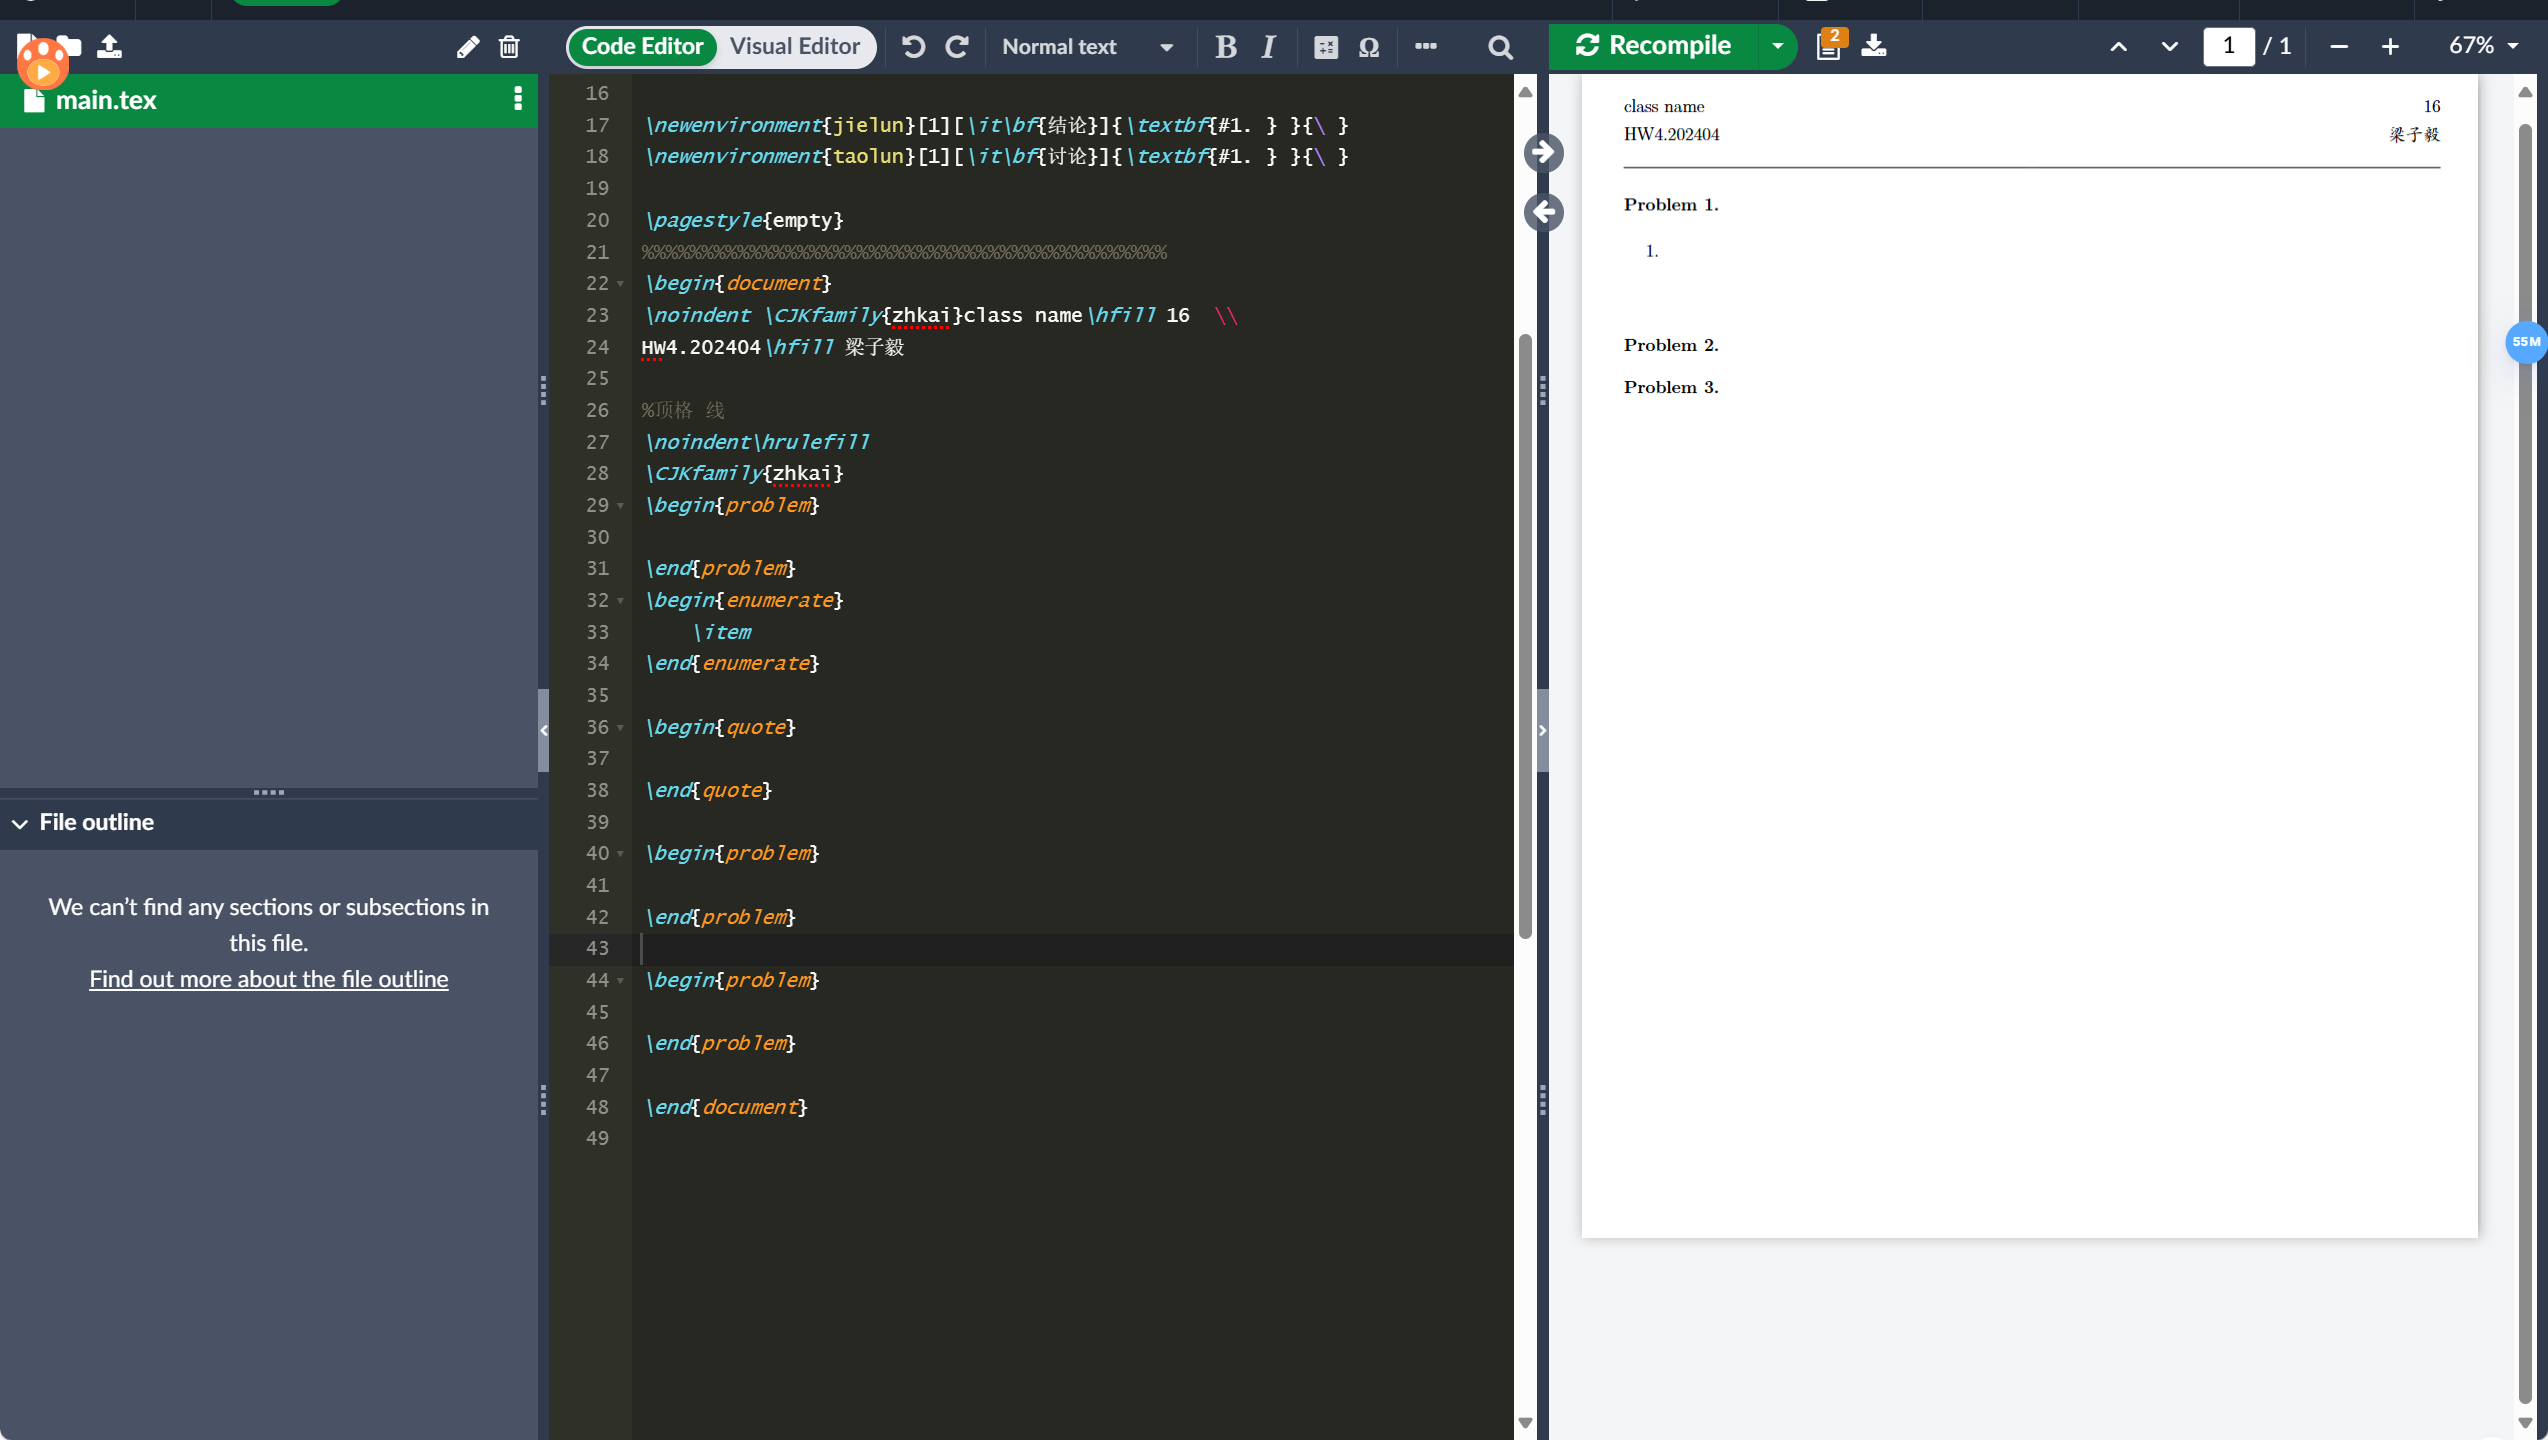 Code Editor
Visual Editor
Normal text
B
I
Ω
Recompile
2
1
/ 1
67%
main.tex
File outline
We can’t find any sections or subsections in
this file.
Find out more about the file outline
16
17 \newenvironment{jielun}[1][\it\bf{结论}]{\textbf{#1. } }{\ }
18 \newenvironment{taolun}[1][\it\bf{讨论}]{\textbf{#1. } }{\ }
19
20 \pagestyle{empty}
21 %%%%%%%%%%%%%%%%%%%%%%%%%%%%%%%%%%%%%%%%%%%%
22 \begin{document}
23 \noindent \CJKfamily{zhkai}class name\hfill 16  \\
24 HW4.202404\hfill 梁子毅
25
26 %顶格 线
27 \noindent\hrulefill
28 \CJKfamily{zhkai}
29 \begin{problem}
30
31 \end{problem}
32 \begin{enumerate}
33     \item
34 \end{enumerate}
35
36 \begin{quote}
37
38 \end{quote}
39
40 \begin{problem}
41
42 \end{problem}
43
44 \begin{problem}
45
46 \end{problem}
47
48 \end{document}
49
class name 16
HW4.202404 梁子毅
Problem 1.
1.
Problem 2.
Problem 3.
55M